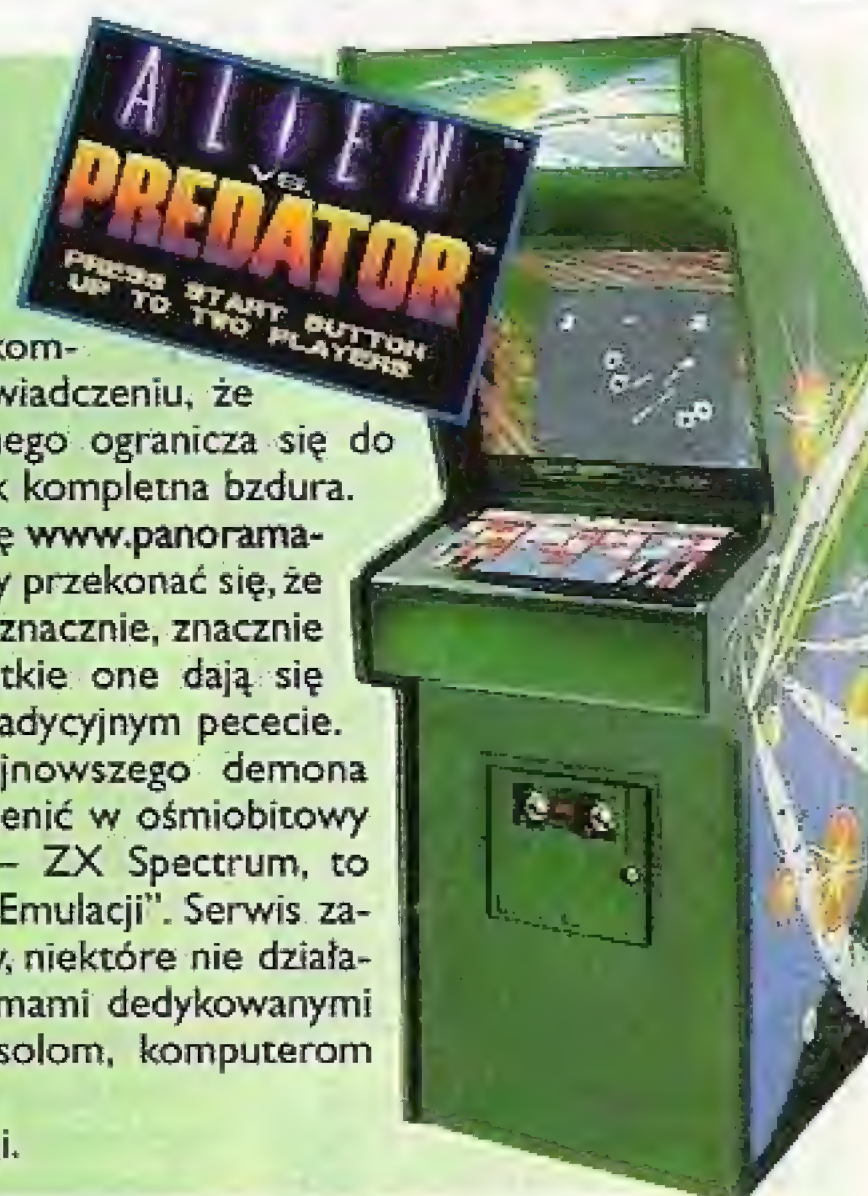 ALIEN
VS.
PREDATOR
PRESS START BUTTON
UP TO TWO PLAYERS
kom-
wiadczeniu, że
nego ogranicza się do
k kompletna bzdura.
ę www.panorama-
y przekonać się, że
znacznie, znacznie
tkie one dają się
adycyjnym pececie.
jnowszego demona
ienić w ośmiobitowy
– ZX Spectrum, to
Emulacji". Serwis za-
y, niektóre nie działa-
mami dedykowanymi
solom, komputerom
i.